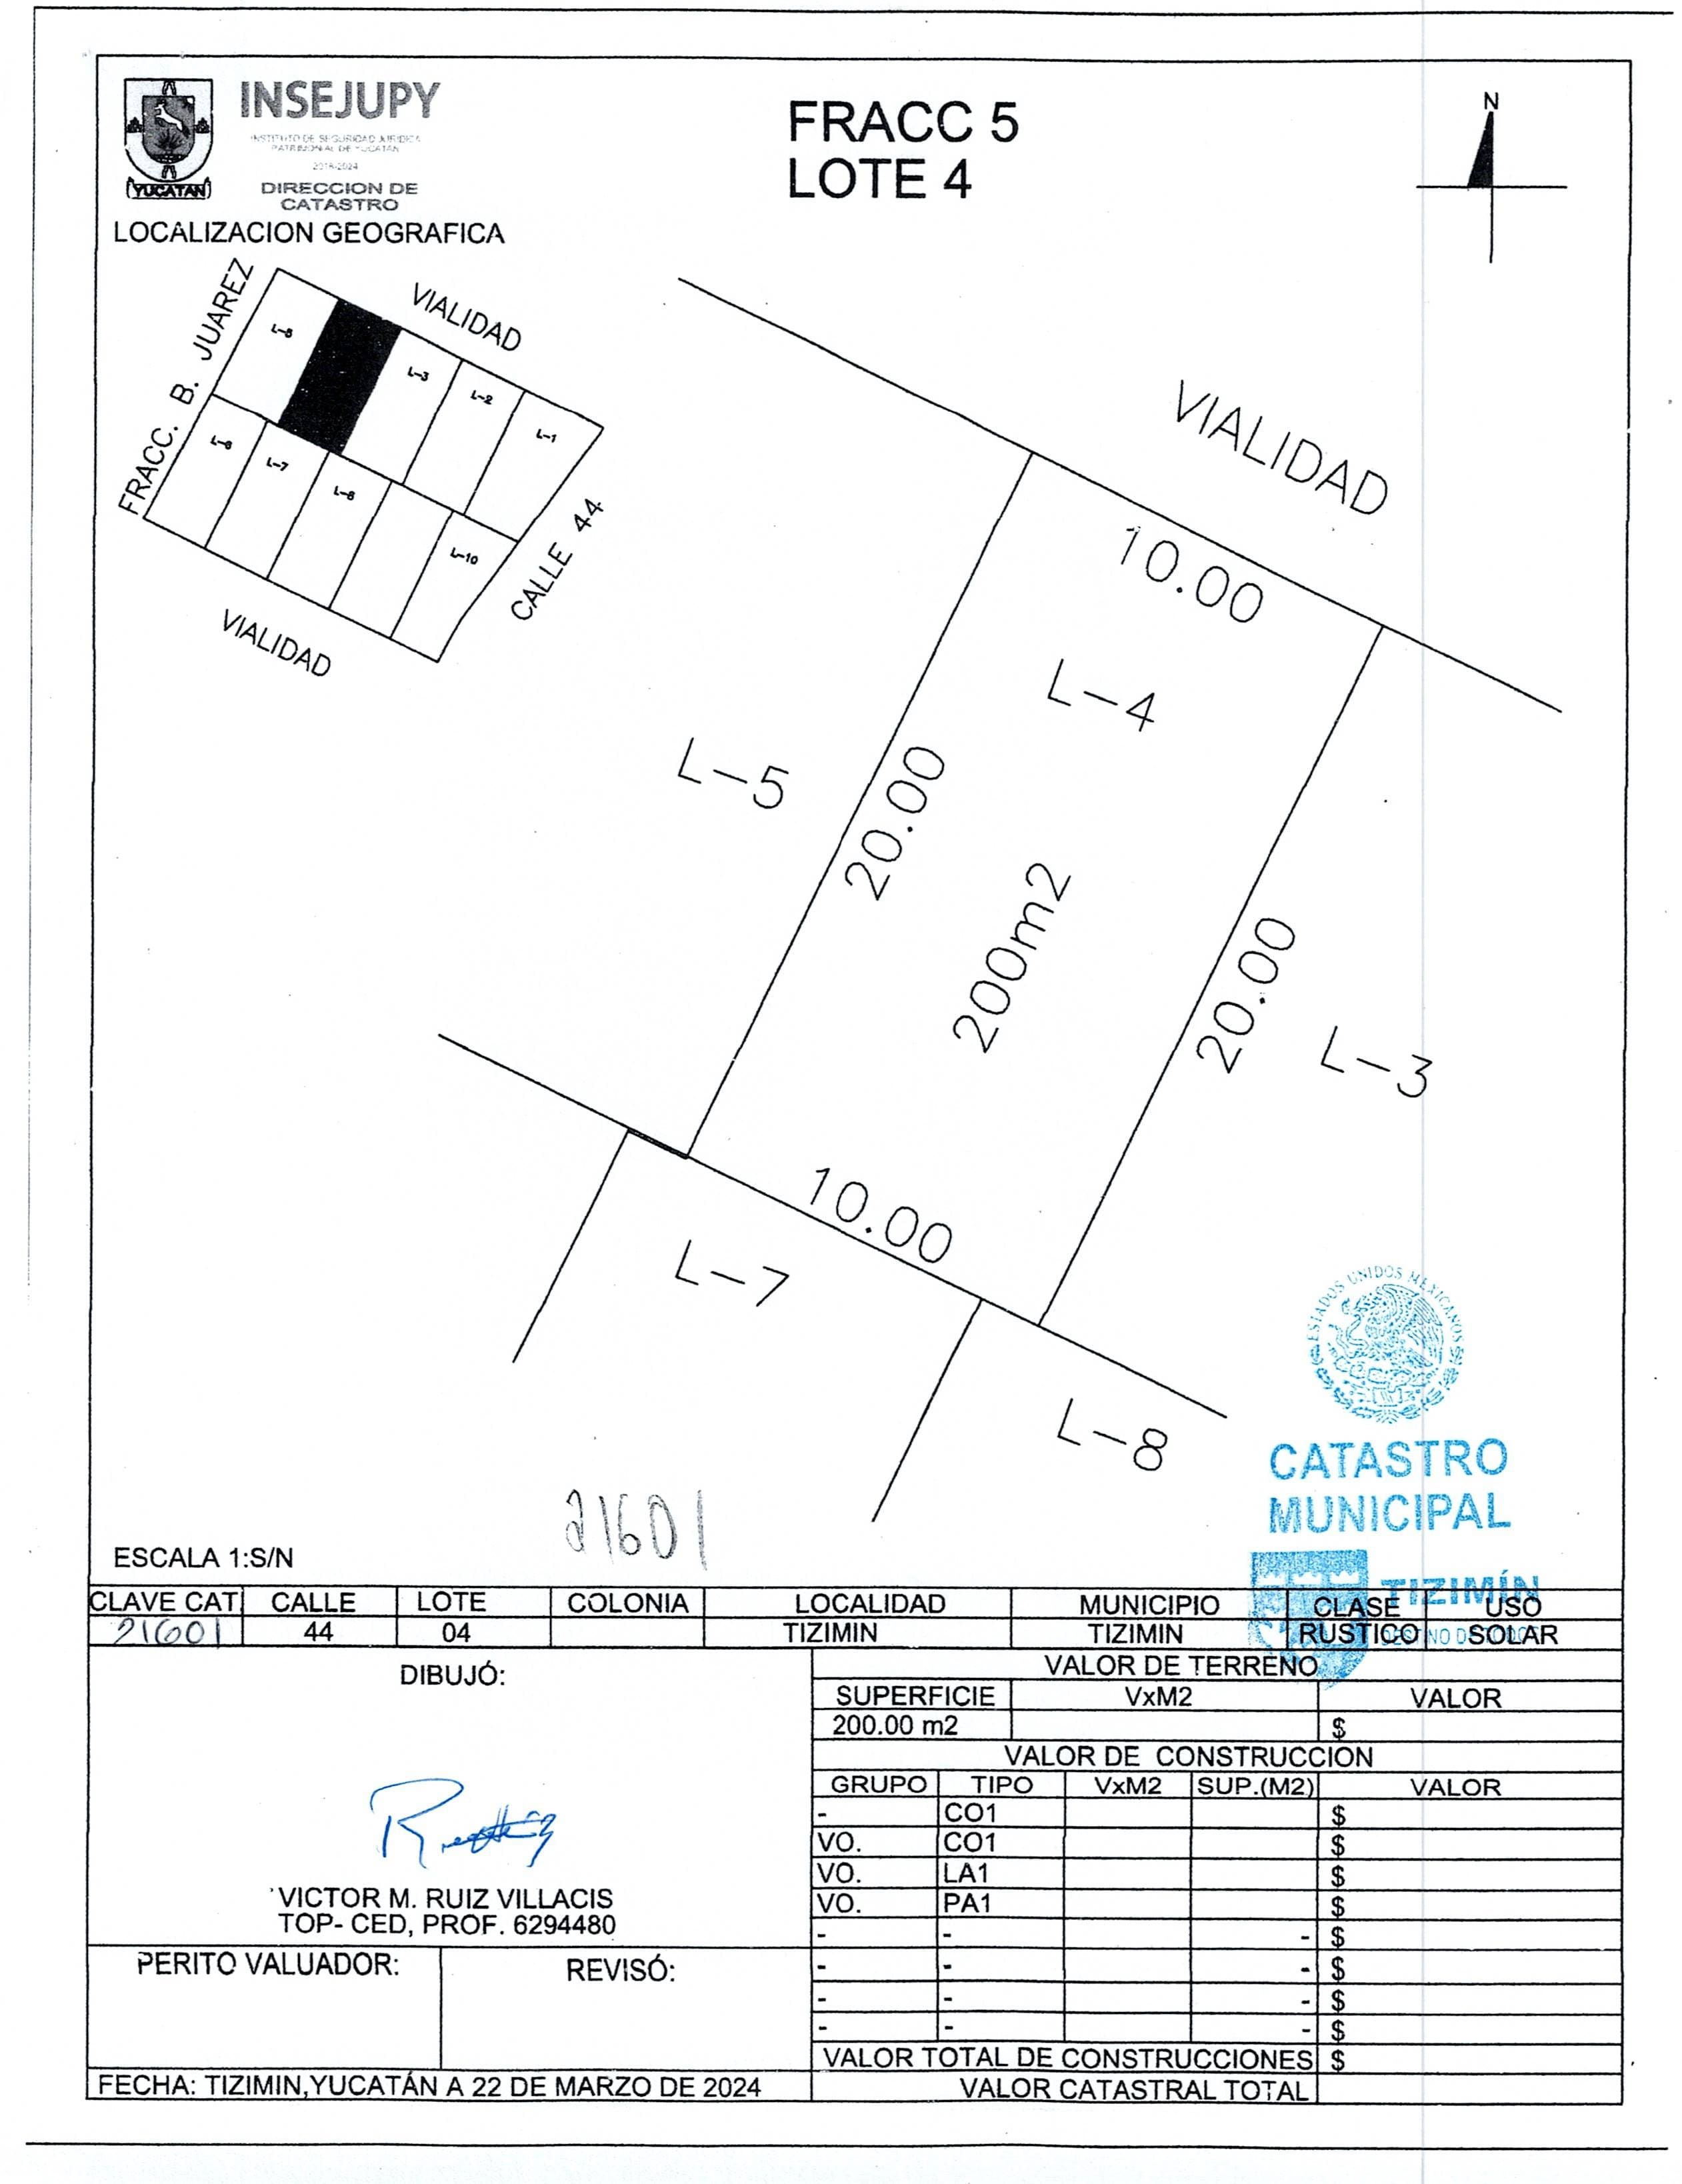 INSEJUPY
INSTITUTO DE SEGURIDAD JURIDICA
PATRIMONIAL DE YUCATAN
2018-2024
DIRECCION DE
CATASTRO
YUCATAN
LOCALIZACION GEOGRAFICA
FRACC 5
LOTE 4
N
FRACC. B. JUAREZ
VIALIDAD
L-5
L-3
L-2
L-1
L-6
L-7
L-8
L-10
CALLE 44
VIALIDAD
VIALIDAD
10.00
L-4
L-5
20.00
200m2
20.00
L-3
10.00
L-7
L-8
ESTADOS UNIDOS MEXICANOS
CATASTRO
MUNICIPAL
TIZIMÍN
21601
ESCALA 1:S/N
CLAVE CAT CALLE LOTE COLONIA LOCALIDAD MUNICIPIO CLASE USO
21601 44 04 TIZIMIN TIZIMIN RUSTICO SOLAR
DIBUJÓ:
VICTOR M. RUIZ VILLACIS
TOP- CED, PROF. 6294480
PERITO VALUADOR:
REVISÓ:
FECHA: TIZIMIN,YUCATÁN A 22 DE MARZO DE 2024
VALOR DE TERRENO
SUPERFICIE VxM2 VALOR
200.00 m2 $
VALOR DE CONSTRUCCION
GRUPO TIPO VxM2 SUP.(M2) VALOR
- CO1 $
VO. CO1 $
VO. LA1 $
VO. PA1 $
- - - $
- - - $
- - - $
- - - $
VALOR TOTAL DE CONSTRUCCIONES $
VALOR CATASTRAL TOTAL